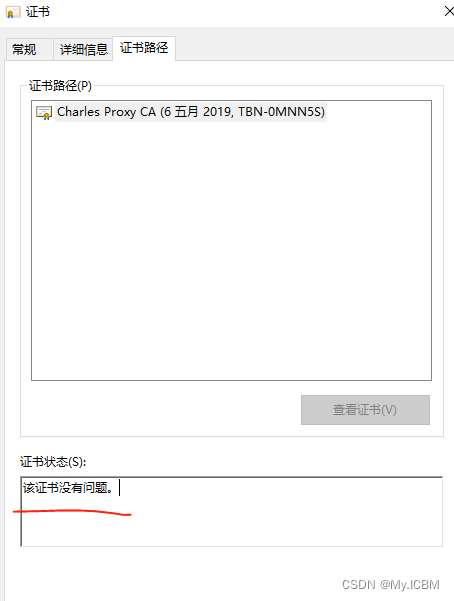 证书
常规 详细信息 证书路径
证书路径(P)
Charles Proxy CA (6 五月 2019, TBN-0MNN5S)
查看证书(V)
证书状态(S):
该证书没有问题。
CSDN @My.ICBM